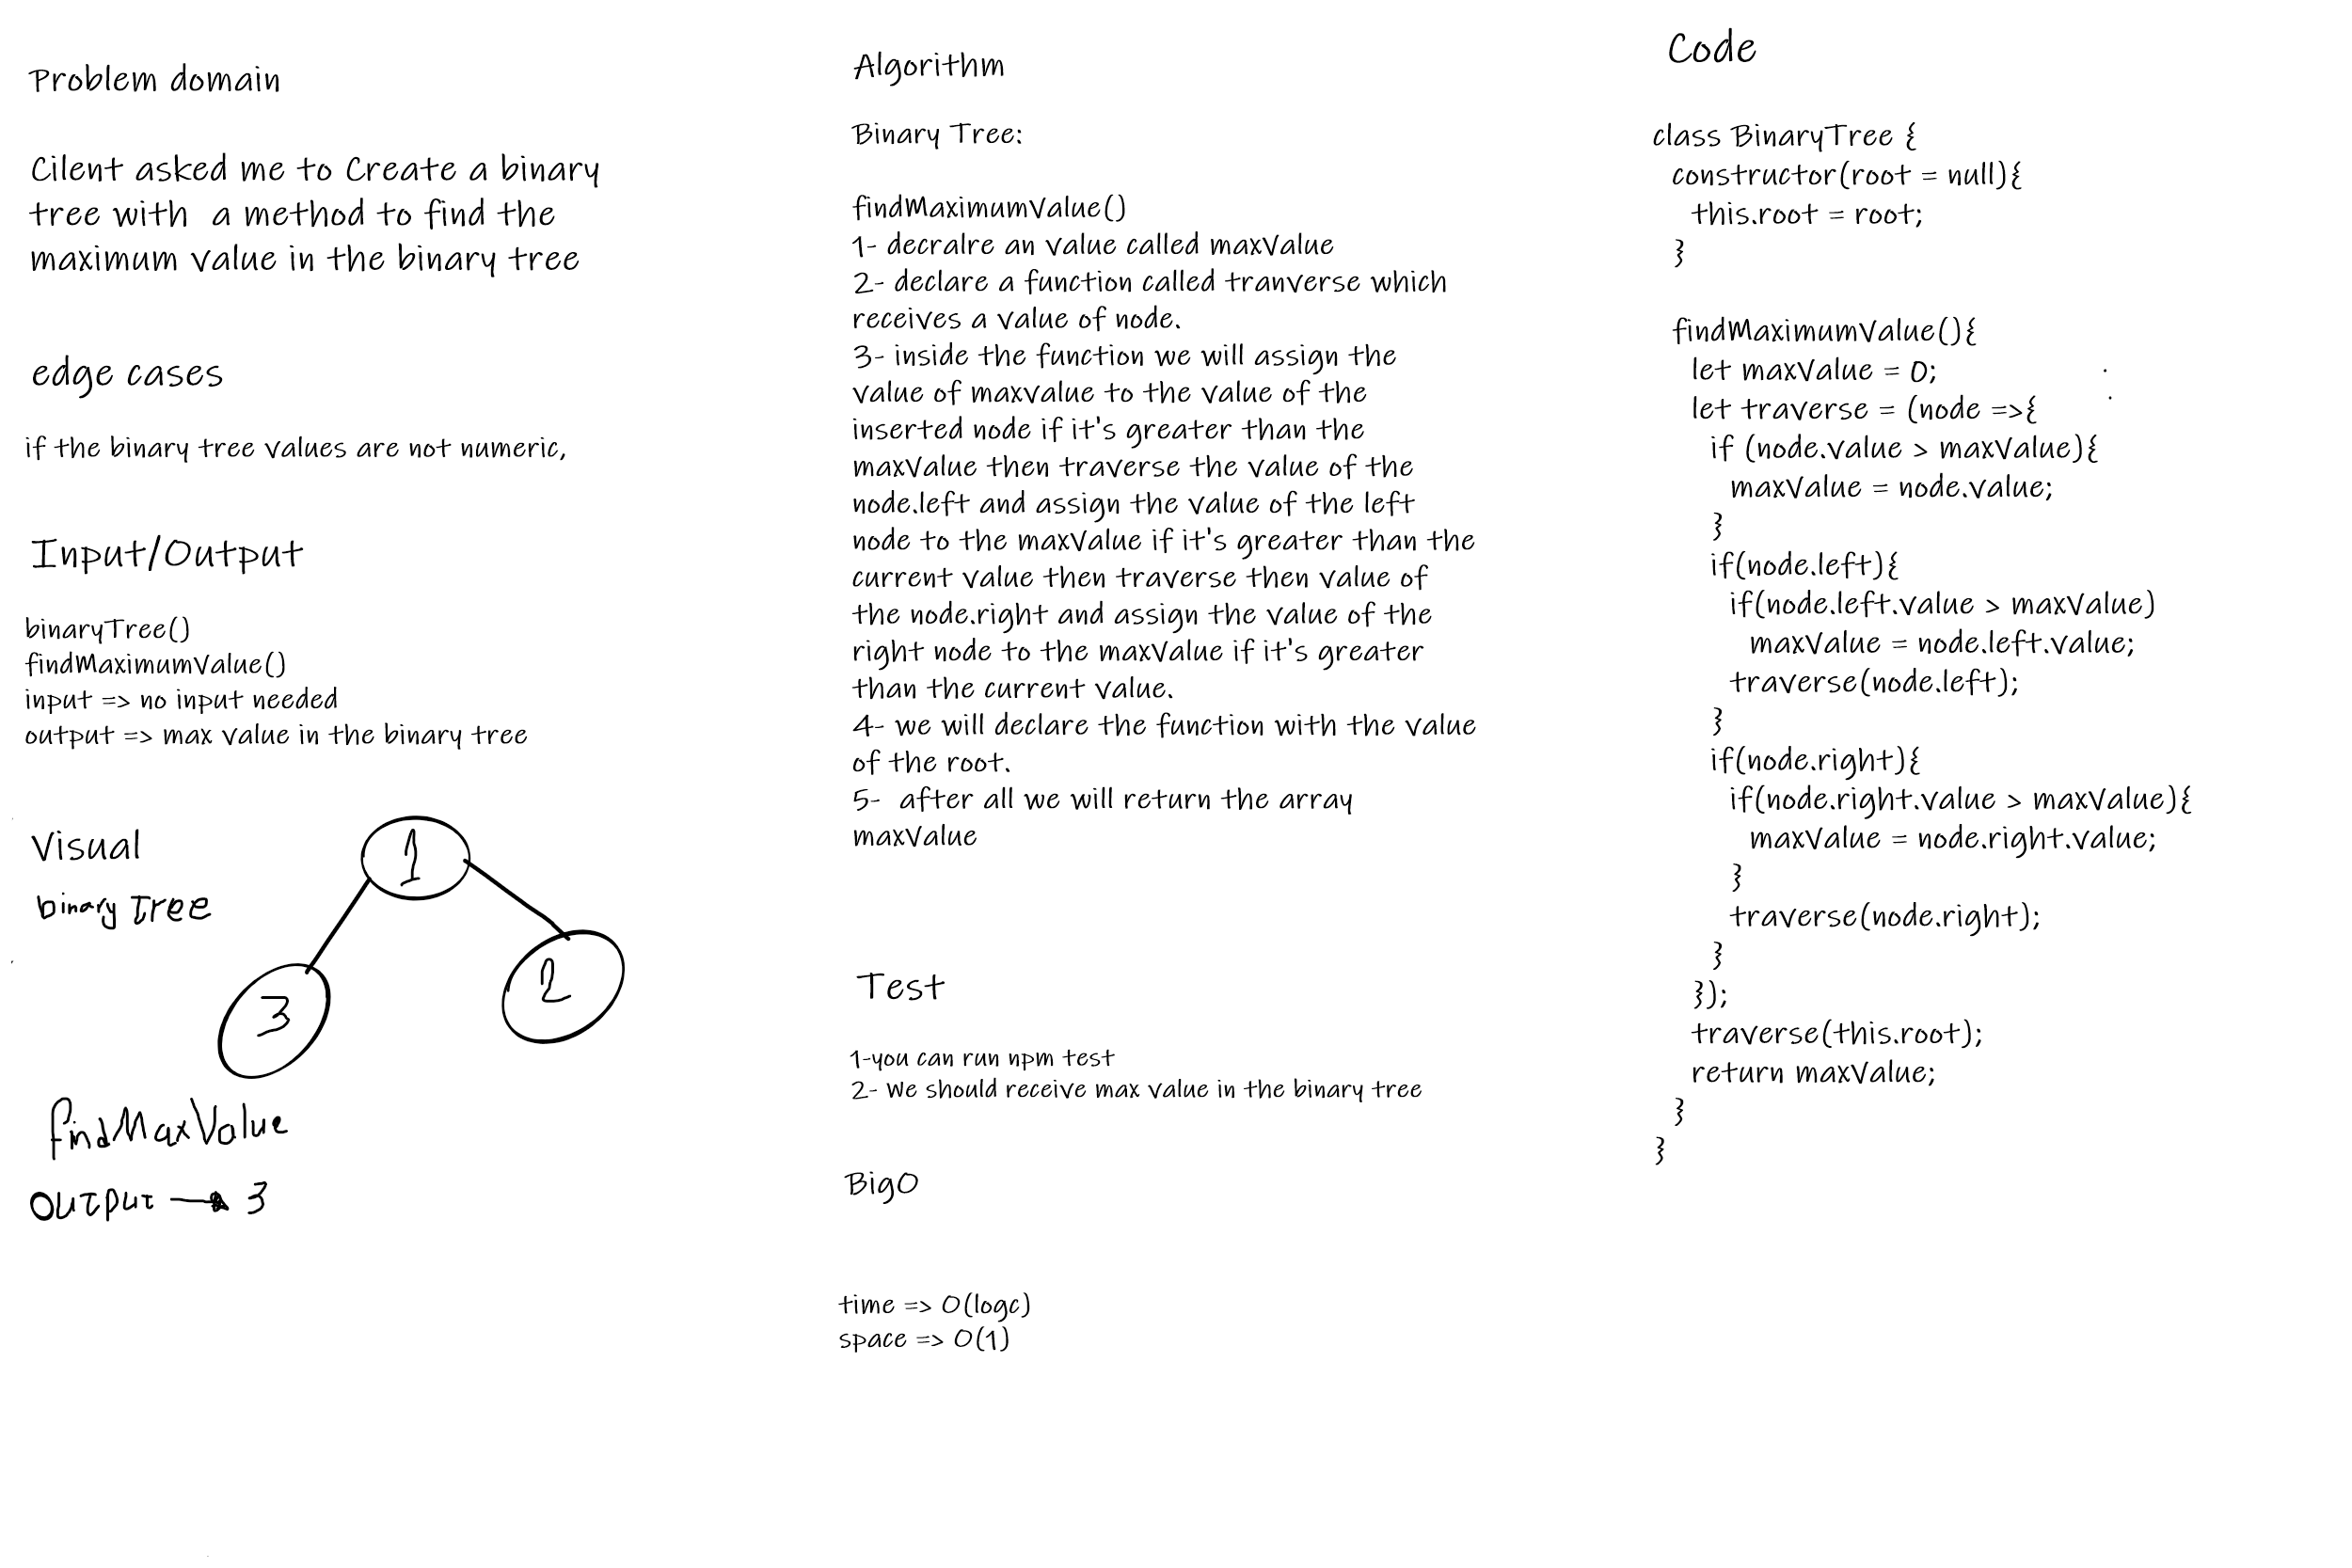 Problem domain
Cilent asked me to Create a binary
tree with a method to find the
maximum value in the binary tree
edge cases
if the binary tree values are not numeric,
Input/Output
binaryTree()
findMaximumValue()
input => no input needed
output => max value in the binary tree
Visual
binary Tree
1
3
2
findMaxValue
output → 3
Algorithm
Binary Tree:
findMaximumValue()
1- decralre an value called maxValue
2- declare a function called tranverse which
receives a value of node.
3- inside the function we will assign the
value of maxvalue to the value of the
inserted node if it's greater than the
maxValue then traverse the value of the
node.left and assign the value of the left
node to the maxValue if it's greater than the
current value then traverse then value of
the node.right and assign the value of the
right node to the maxValue if it's greater
than the current value.
4- we will declare the function with the value
of the root.
5- after all we will return the array
maxValue
Test
1-you can run npm test
2- We should receive max value in the binary tree
BigO
time => O(logc)
space => O(1)
Code
class BinaryTree {
constructor(root = null){
this.root = root;
}
findMaximumValue(){
let maxValue = 0;
let traverse = (node =>{
if (node.value > maxValue){
maxValue = node.value;
}
if(node.left){
if(node.left.value > maxValue)
maxValue = node.left.value;
traverse(node.left);
}
if(node.right){
if(node.right.value > maxValue){
maxValue = node.right.value;
}
traverse(node.right);
}
});
traverse(this.root);
return maxValue;
}
}